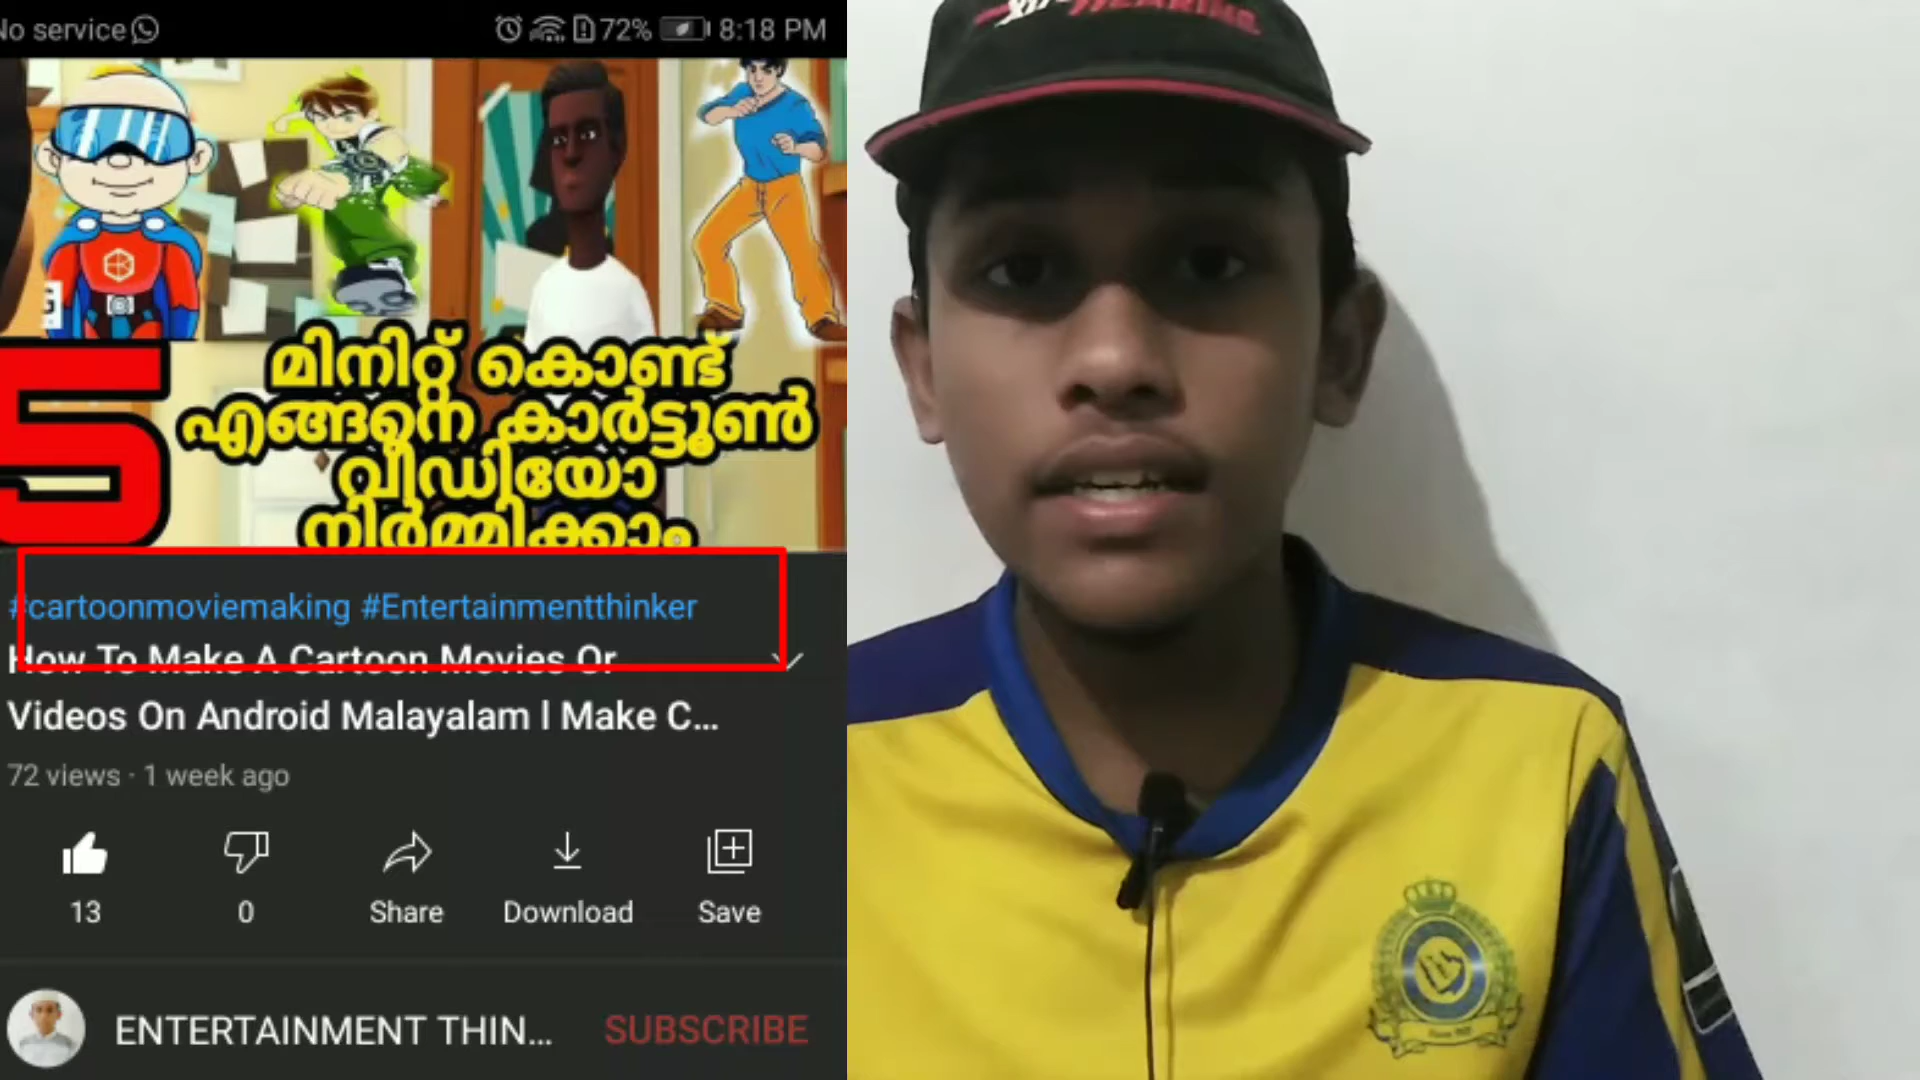 No service 72% 8:18 PM
5
മിനിറ്റ് കൊണ്ട്
എങ്ങനെ കാർട്ടൂൺ
വീഡിയോ
നിർമ്മിക്കാം
#cartoonmoviemaking #Entertainmentthinker
How To Make A Cartoon Movies Or
Videos On Android Malayalam l Make C...
72 views · 1 week ago
13
0
Share
Download
Save
ENTERTAINMENT THIN...
SUBSCRIBE